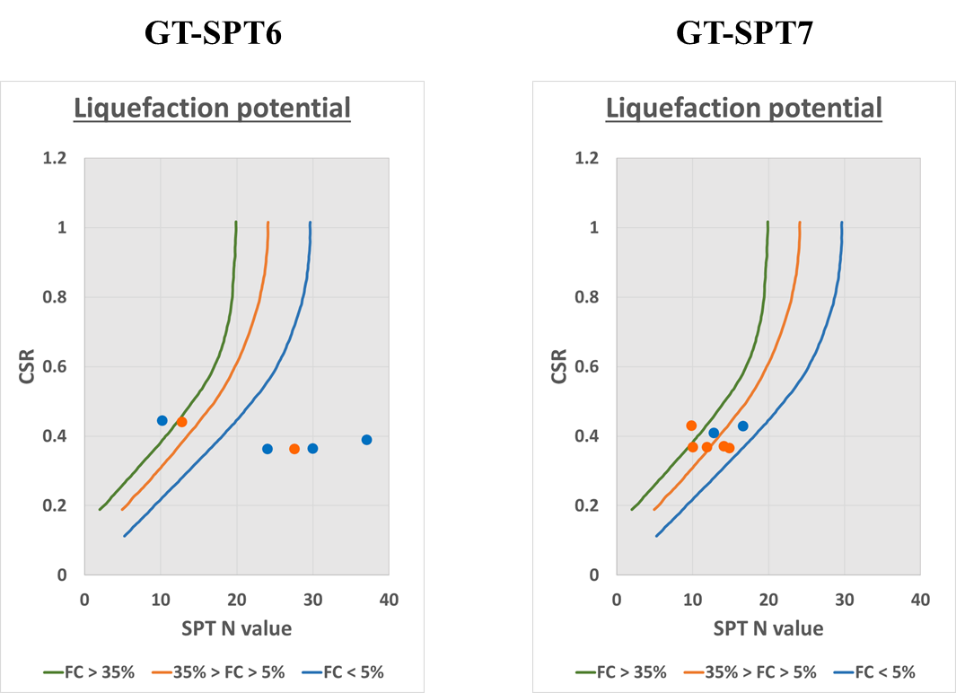 GT-SPT6
GT-SPT7
Liquefaction potential
1.2
1
0.8
0.6
0.4
0.2
0
CSR
0 10 20 30 40
SPT N value
FC > 35% 35% > FC > 5% FC < 5%
Liquefaction potential
1.2
1
0.8
0.6
0.4
0.2
0
CSR
0 10 20 30 40
SPT N value
FC > 35% 35% > FC > 5% FC < 5%